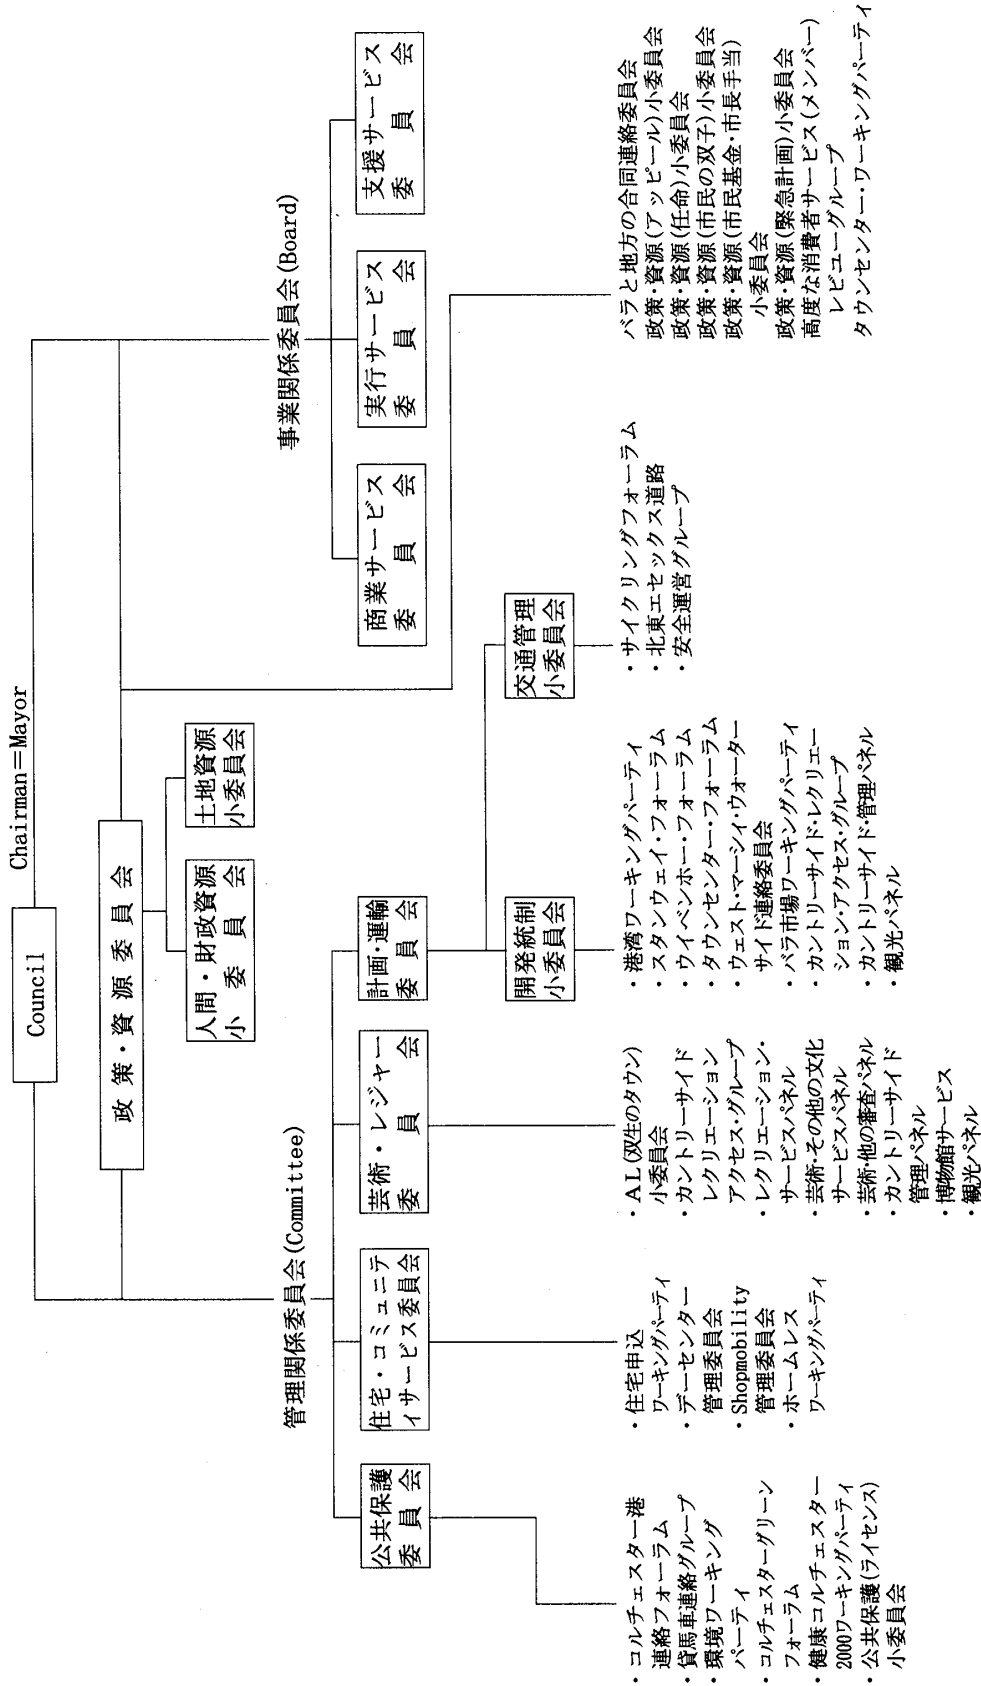 Chairman＝Mayor
Council
政策・資源委員会
人間・財政資源
小委員会
土地資源
小委員会
管理関係委員会(Committee)
事業関係委員会(Board)
公共保護
委員会
住宅・コミュニテ
ィサービス委員会
芸術・レジャー
委員会
計画・運輸
委員会
商業サービス
委員会
実行サービス
委員会
支援サービス
委員会
開発統制
小委員会
交通管理
小委員会
・コルチェスター港
連絡フォーラム
・貸馬車連絡グループ
・環境ワーキング
パーティ
・コルチェスターグリーン
フォーラム
・健康コルチェスター
2000ワーキングパーティ
・公共保護(ライセンス)
小委員会
・住宅申込
ワーキングパーティ
・データセンター
管理委員会
・Shopmobility
管理委員会
・ホームレス
ワーキングパーティ
・AL(双生のタウン)
小委員会
・カントリーサイド
レクリエーション
アクセス・グループ
・レクリエーション・
サービスパネル
・芸術・その他の文化
サービスパネル
・芸術・他の審査パネル
・カントリーサイド
管理パネル
・博物館サービス
・観光パネル
・港湾ワーキングパーティ
・スタンウェイ・フォーラム
・ウイベンホー・フォーラム
・タウンセンター・フォーラム
・ウェスト・マーシィ・ウォーター
サイド連絡委員会
・バラ市場ワーキングパーティ
・カントリーサイド・レクリエー
ション・アクセス・グループ
・カントリーサイド・管理パネル
・観光パネル
・サイクリングフォーラム
・北東エセックス道路
・安全運営グループ
バラと地方の合同連絡委員会
政策・資源(アッピール)小委員会
政策・資源(任命)小委員会
政策・資源(市民の双子)小委員会
政策・資源(市民基金・市長手当)
小委員会
政策・資源(緊急計画)小委員会
高度な消費者サービス(メンバー)
レビューグループ
タウンセンター・ワーキングパーティ